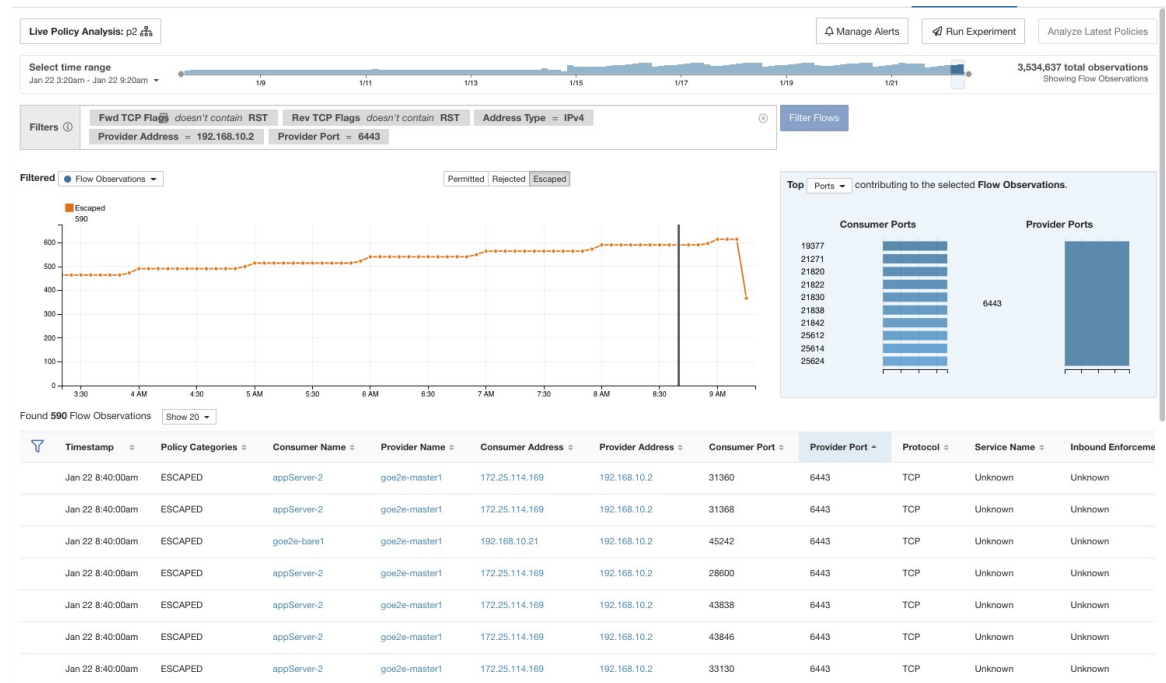 Live Policy Analysis: p2
Manage Alerts
Run Experiment
Analyze Latest Policies
Select time range
Jan 22 3:20am - Jan 22 9:20am
1/9 1/11 1/13 1/15 1/17 1/19 1/21
3,534,637 total observations
Showing Flow Observations
Filters
Fwd TCP Flags doesn't contain RST Rev TCP Flags doesn't contain RST Address Type = IPv4
Provider Address = 192.168.10.2 Provider Port = 6443
Filter Flows
Filtered Flow Observations
Permitted Rejected Escaped
Escaped
590
600
500
400
300
200
100
0
3:30 4 AM 4:30 5 AM 5:30 6 AM 6:30 7 AM 7:30 8 AM 8:30 9 AM
Top Ports contributing to the selected Flow Observations.
Consumer Ports Provider Ports
19377
21271
21820
21822
21830
21838
21842
25612
25614
25624
6443
Found 590 Flow Observations Show 20
Timestamp Policy Categories Consumer Name Provider Name Consumer Address Provider Address Consumer Port Provider Port Protocol Service Name Inbound Enforceme
Jan 22 8:40:00am ESCAPED appServer-2 goe2e-master1 172.25.114.169 192.168.10.2 31360 6443 TCP Unknown Unknown
Jan 22 8:40:00am ESCAPED appServer-2 goe2e-master1 172.25.114.169 192.168.10.2 31368 6443 TCP Unknown Unknown
Jan 22 8:40:00am ESCAPED goe2e-bare1 goe2e-master1 192.168.10.21 192.168.10.2 45242 6443 TCP Unknown Unknown
Jan 22 8:40:00am ESCAPED appServer-2 goe2e-master1 172.25.114.169 192.168.10.2 28600 6443 TCP Unknown Unknown
Jan 22 8:40:00am ESCAPED appServer-2 goe2e-master1 172.25.114.169 192.168.10.2 43838 6443 TCP Unknown Unknown
Jan 22 8:40:00am ESCAPED appServer-2 goe2e-master1 172.25.114.169 192.168.10.2 43846 6443 TCP Unknown Unknown
Jan 22 8:40:00am ESCAPED appServer-2 goe2e-master1 172.25.114.169 192.168.10.2 33130 6443 TCP Unknown Unknown